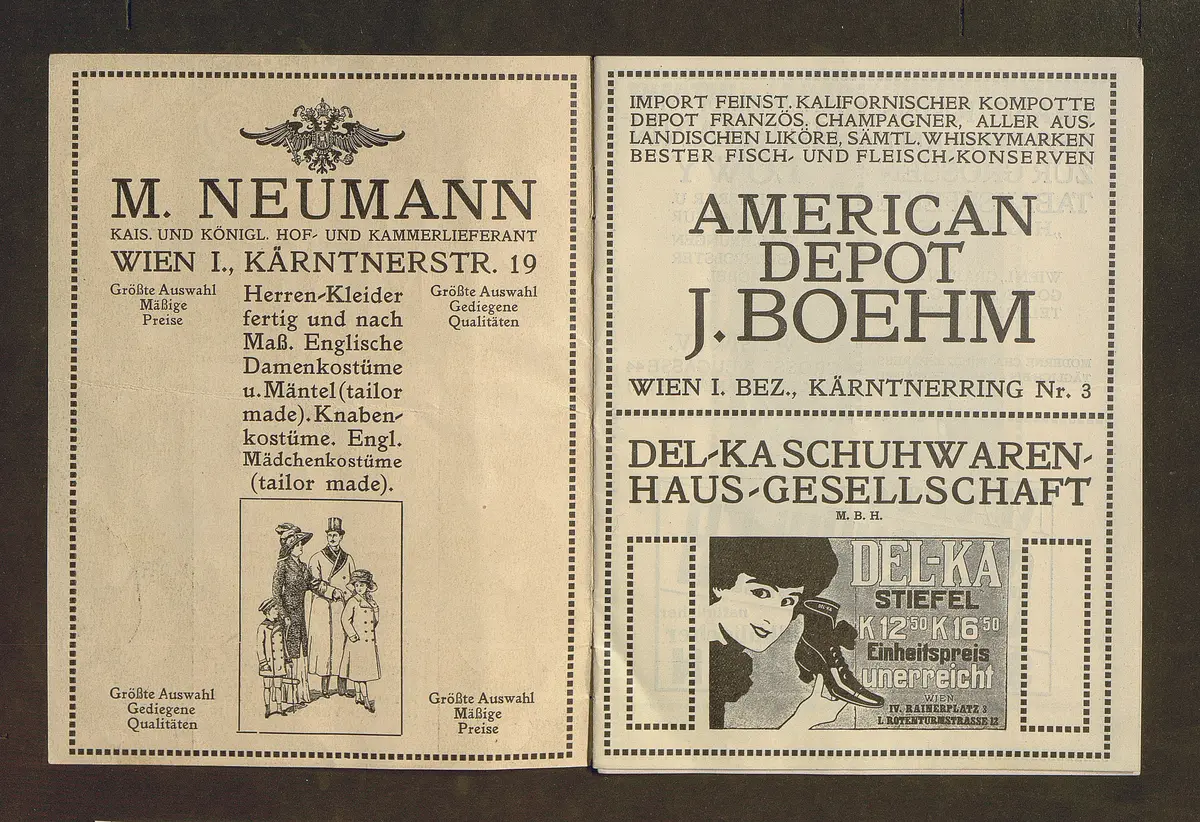 M. NEUMANN
KAIS. UND KÖNIGL. HOF- UND KAMMERLIEFERANT
WIEN I., KÄRNTNERSTR. 19
Größte Auswahl
Mäßige
Preise
Herren-Kleider
fertig und nach
Maß. Englische
Damenkostüme
u. Mäntel (tailor
made). Knaben-
kostüme. Engl.
Mädchenkostüme
(tailor made).
Größte Auswahl
Gediegene
Qualitäten
Größte Auswahl
Gediegene
Qualitäten
Größte Auswahl
Mäßige
Preise
IMPORT FEINST. KALIFORNISCHER KOMPOTTE
DEPOT FRANZÖS. CHAMPAGNER, ALLER AUS-
LANDISCHEN LIKÖRE, SÄMTL. WHISKYMARKEN
BESTER FISCH- UND FLEISCH-KONSERVEN
AMERICAN
DEPOT
J. BOEHM
WIEN I. BEZ., KÄRNTNERRING Nr. 3
DEL-KA SCHUHWAREN-
HAUS-GESELLSCHAFT
M. B. H.
DEL-KA
DEL-KA
STIEFEL
K 12·50 K 16·50
Einheitspreis
unerreicht
WIEN
IV. RAINERPLATZ 3
I. ROTENTURMSTRASSE 12